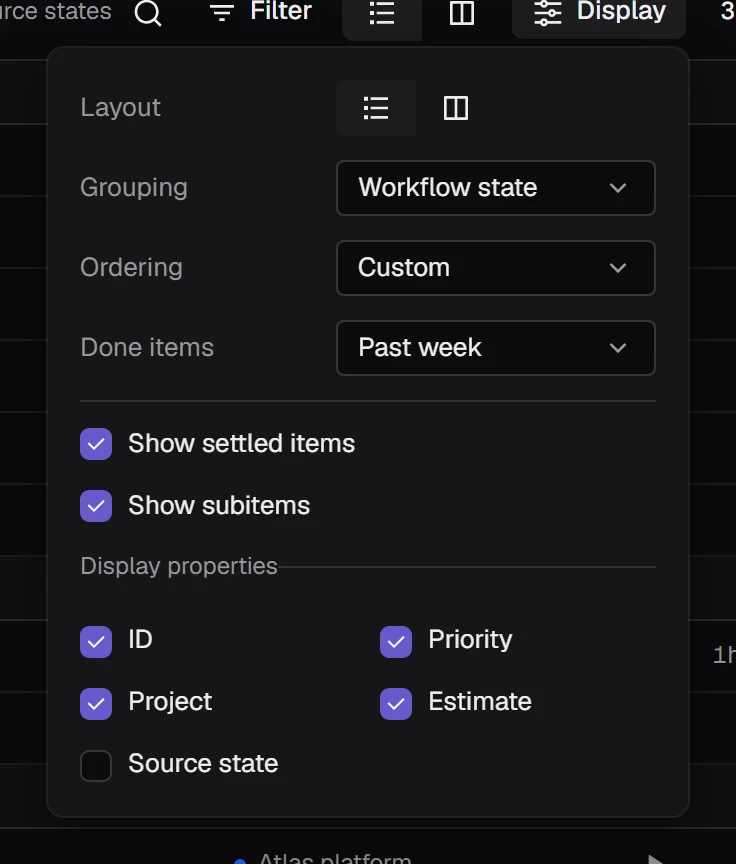 states
Filter
Display
3
Layout
Grouping
Workflow state
Ordering
Custom
Done items
Past week
Show settled items
Show subitems
Display properties
ID
Priority
1h
Project
Estimate
Source state
Atlas platform